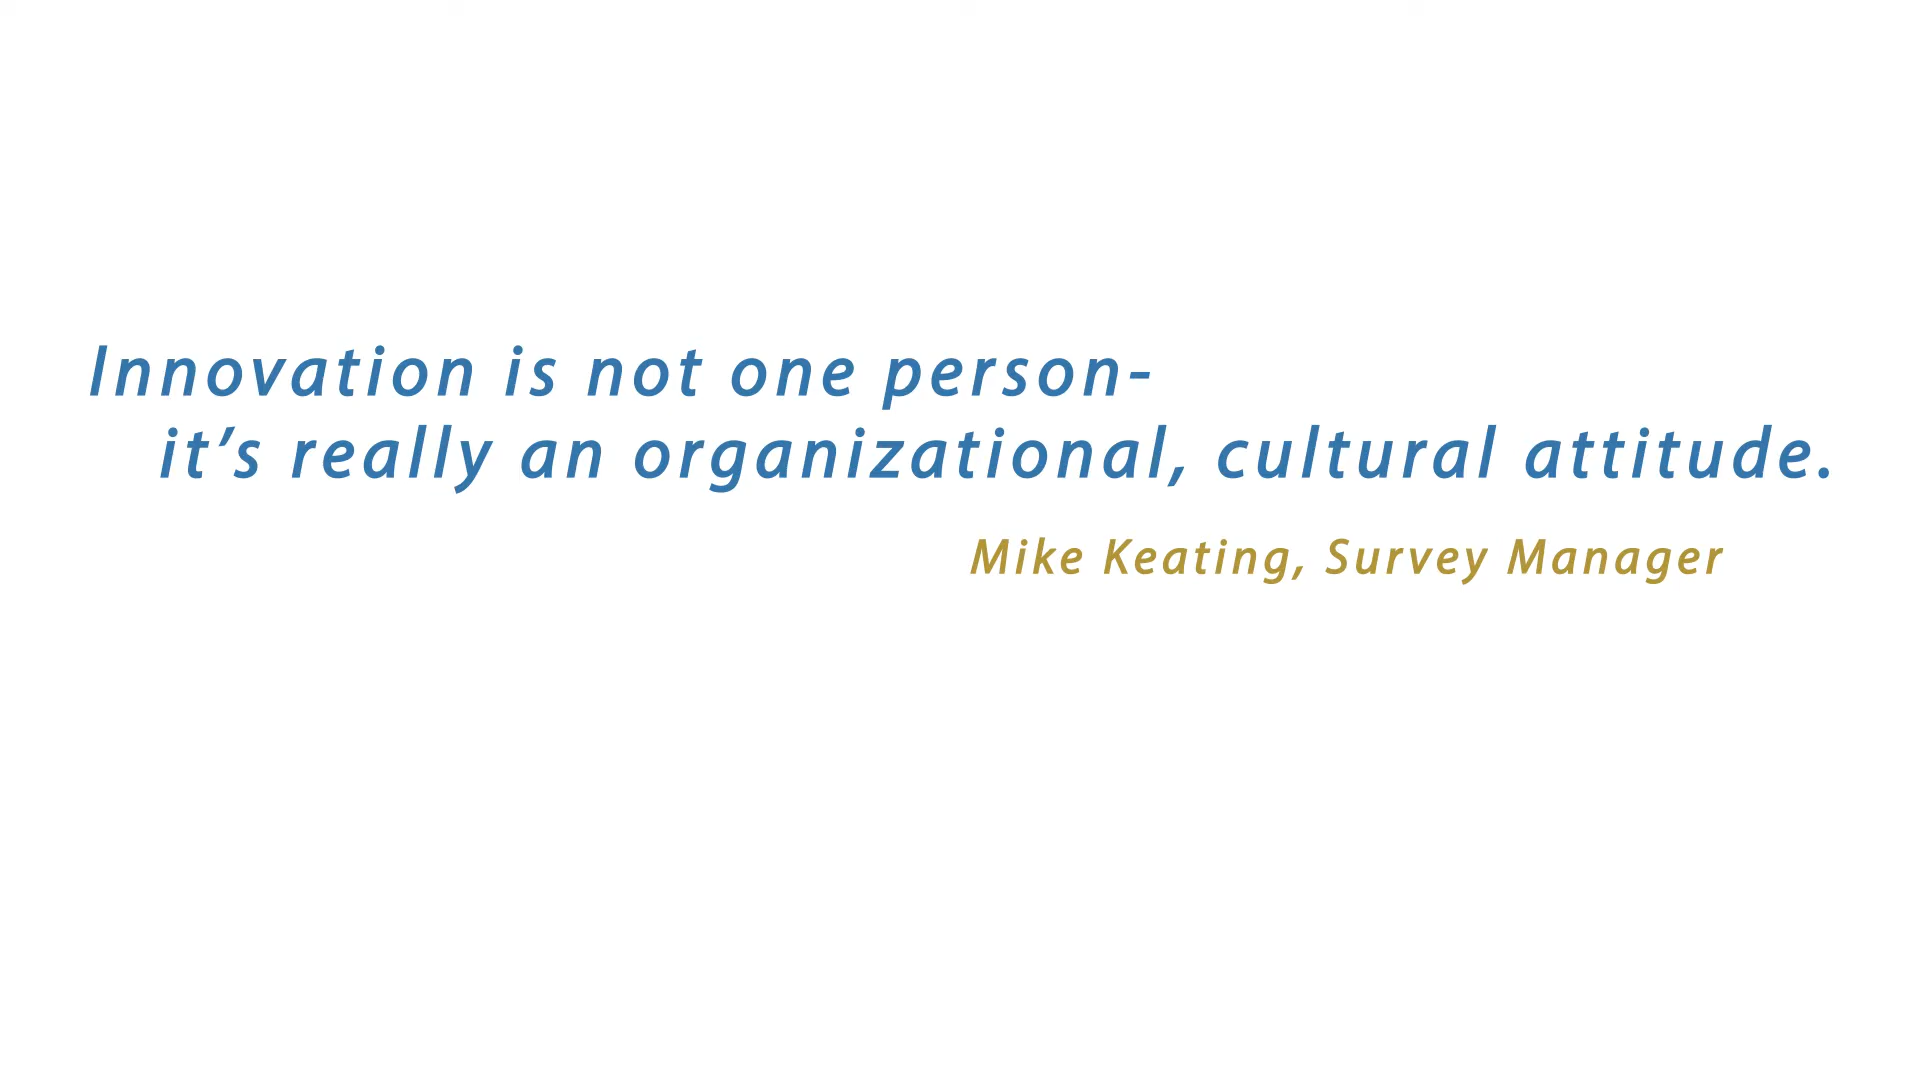 Innovation is not one person-
it’s really an organizational, cultural attitude.
Mike Keating, Survey Manager